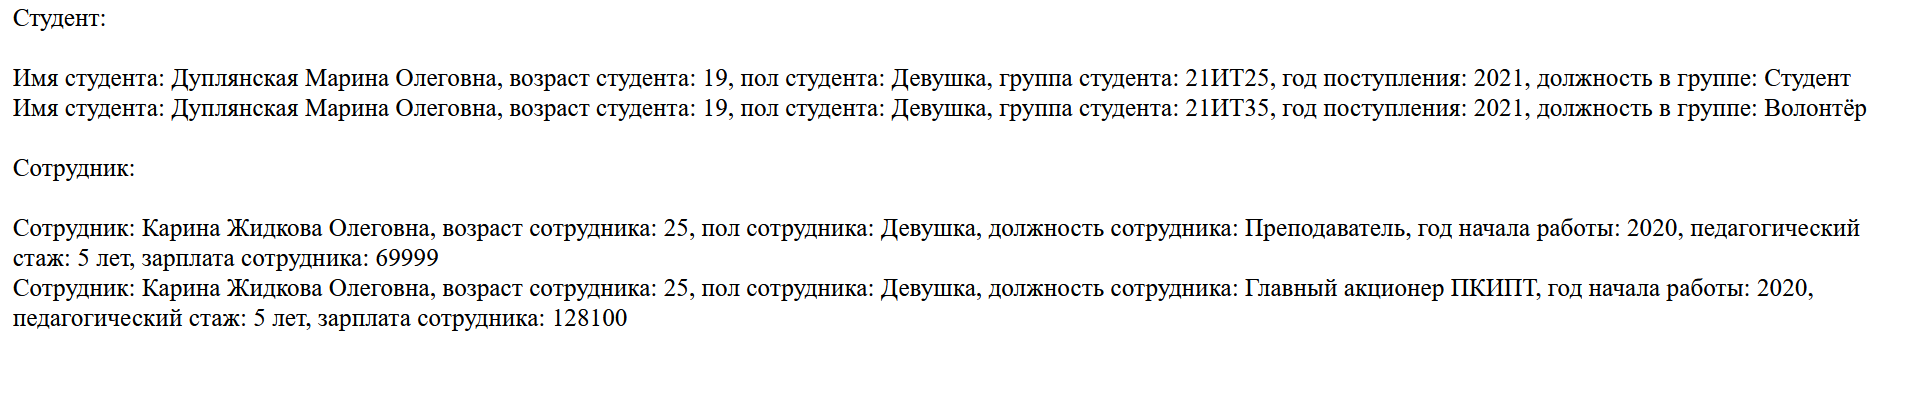 Студент:
Имя студента: Дуплянская Марина Олеговна, возраст студента: 19, пол студента: Девушка, группа студента: 21ИТ25, год поступления: 2021, должность в группе: Студент
Имя студента: Дуплянская Марина Олеговна, возраст студента: 19, пол студента: Девушка, группа студента: 21ИТ35, год поступления: 2021, должность в группе: Волонтёр
Сотрудник:
Сотрудник: Карина Жидкова Олеговна, возраст сотрудника: 25, пол сотрудника: Девушка, должность сотрудника: Преподаватель, год начала работы: 2020, педагогический
стаж: 5 лет, зарплата сотрудника: 69999
Сотрудник: Карина Жидкова Олеговна, возраст сотрудника: 25, пол сотрудника: Девушка, должность сотрудника: Главный акционер ПКИПТ, год начала работы: 2020,
педагогический стаж: 5 лет, зарплата сотрудника: 128100